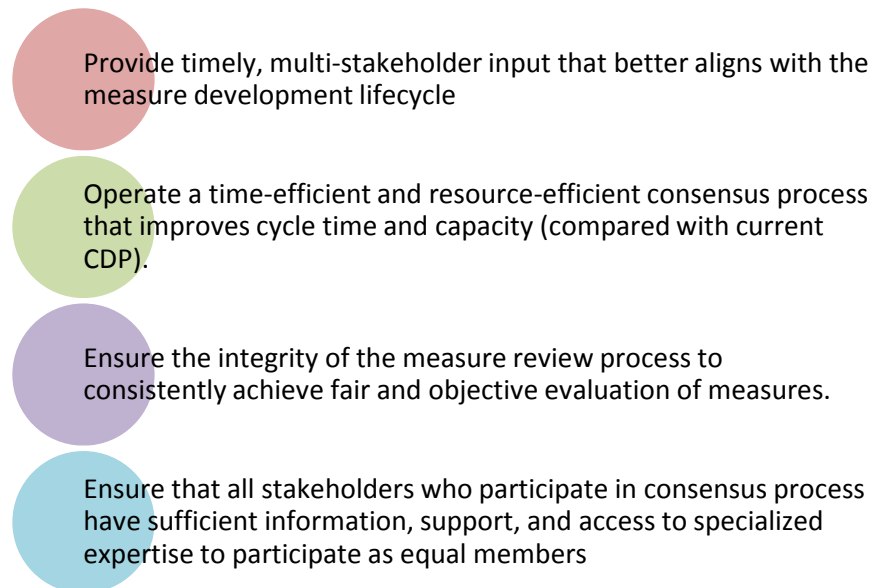 Provide timely, multi-stakeholder input that better aligns with the
measure development lifecycle
Operate a time-efficient and resource-efficient consensus process
that improves cycle time and capacity (compared with current
CDP).
Ensure the integrity of the measure review process to
consistently achieve fair and objective evaluation of measures.
Ensure that all stakeholders who participate in consensus process
have sufficient information, support, and access to specialized
expertise to participate as equal members